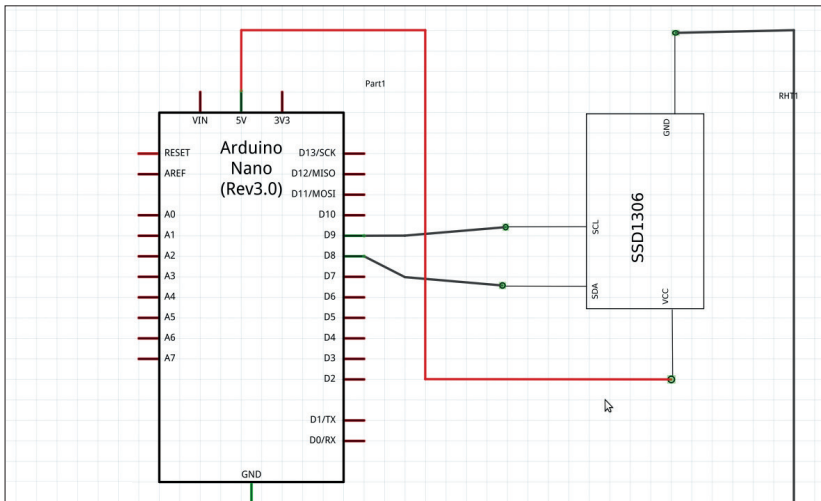 Part1
VIN
5V
3V3
Arduino
Nano
(Rev3.0)
RESET
AREF
A0
A1
A2
A3
A4
A5
A6
A7
D13/SCK
D12/MISO
D11/MOSI
D10
D9
D8
D7
D6
D5
D4
D3
D2
D1/TX
D0/RX
GND
GND
SCL
SDA
SSD1306
VCC
RHT1